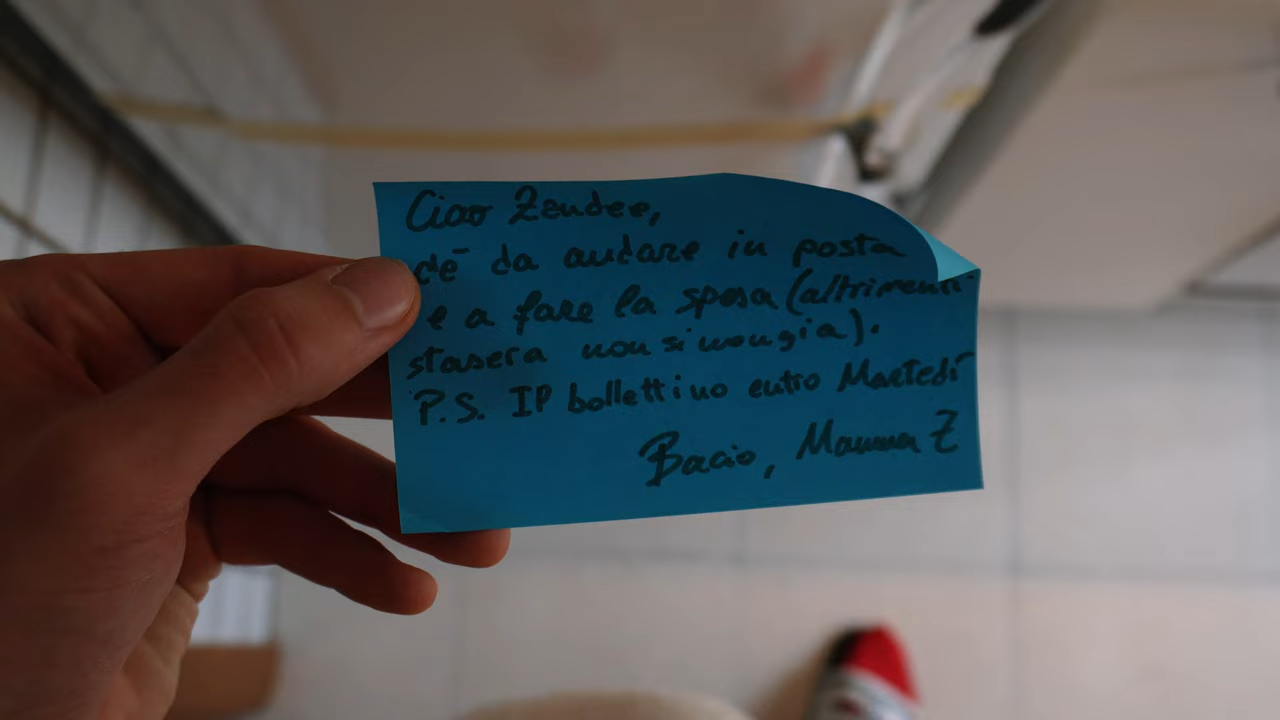 Ciao Zender,
c'è da andare in posta
e a fare la spesa (altrimenti
stasera non si mangia).
P.S. Il bollettino entro Martedì
Bacio, Mamma Z